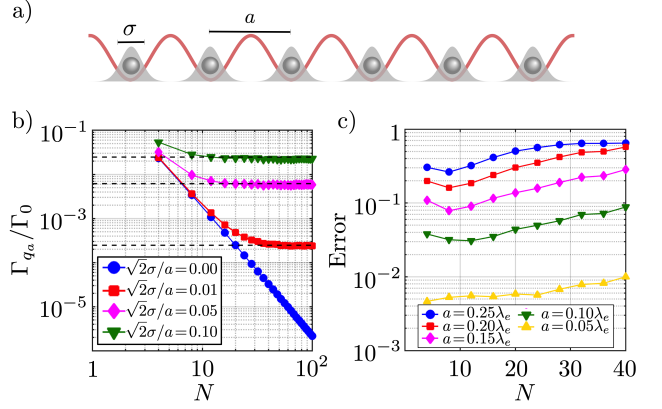 a)
σ
a
b)
Γ_{q_a}/Γ_0
10^{-1}
10^{-3}
10^{-5}
√2σ/a=0.00
√2σ/a=0.01
√2σ/a=0.05
√2σ/a=0.10
1
10
10^2
N
c)
Error
1
10^{-1}
10^{-2}
10^{-3}
a=0.25λ_e
a=0.20λ_e
a=0.15λ_e
a=0.10λ_e
a=0.05λ_e
0
10
20
30
40
N